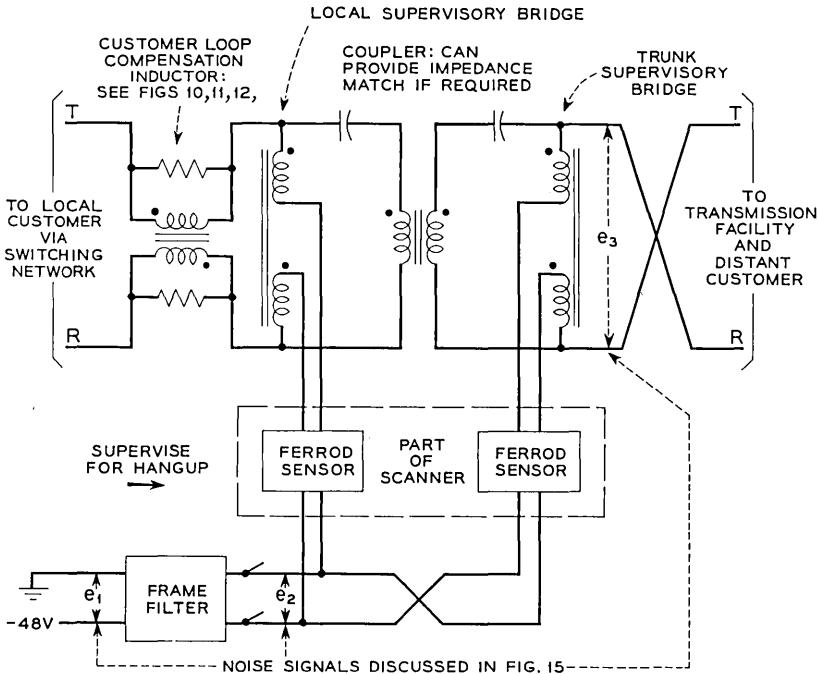 LOCAL SUPERVISORY BRIDGE
CUSTOMER LOOP
COMPENSATION
INDUCTOR:
SEE FIGS 10,11,12,
COUPLER: CAN
PROVIDE IMPEDANCE
MATCH IF REQUIRED
TRUNK
SUPERVISORY
BRIDGE
T
T
TO LOCAL
CUSTOMER
VIA
SWITCHING
NETWORK
e3
TO
TRANSMISSION
FACILITY
AND
DISTANT
CUSTOMER
R
R
SUPERVISE
FOR HANGUP
FERROD
SENSOR
PART
OF
SCANNER
FERROD
SENSOR
e1
FRAME
FILTER
e2
-48V
NOISE SIGNALS DISCUSSED IN FIG. 15